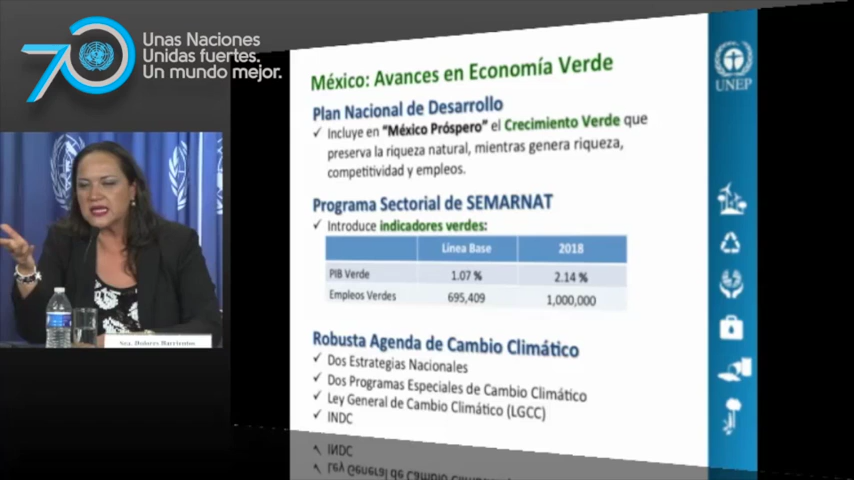 70
Unas Naciones
Unidas fuertes.
Un mundo mejor.
Sra. Dolores Barrientos
México: Avances en Economía Verde
Plan Nacional de Desarrollo
✓ Incluye en "México Próspero" el Crecimiento Verde que
preserva la riqueza natural, mientras genera riqueza,
competitividad y empleos.
Programa Sectorial de SEMARNAT
✓ Introduce indicadores verdes:
Línea Base 2018
PIB Verde 1.07 % 2.14 %
Empleos Verdes 695,409 1,000,000
Robusta Agenda de Cambio Climático
✓ Dos Estrategias Nacionales
✓ Dos Programas Especiales de Cambio Climático
✓ Ley General de Cambio Climático (LGCC)
✓ INDC
UNEP